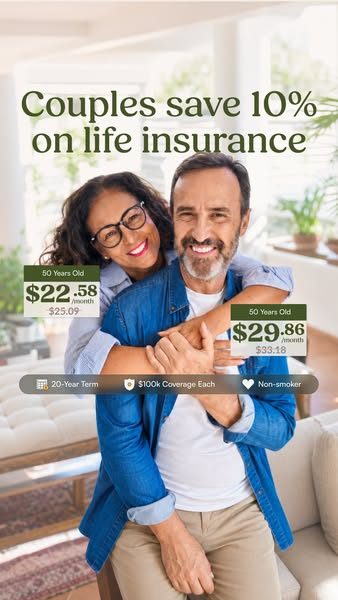 Couples save 10%
on life insurance
50 Years Old
$22.58
/month
$25.09
50 Years Old
$29.86
/month
$33.18
20-Year Term
$100k Coverage Each
Non-smoker